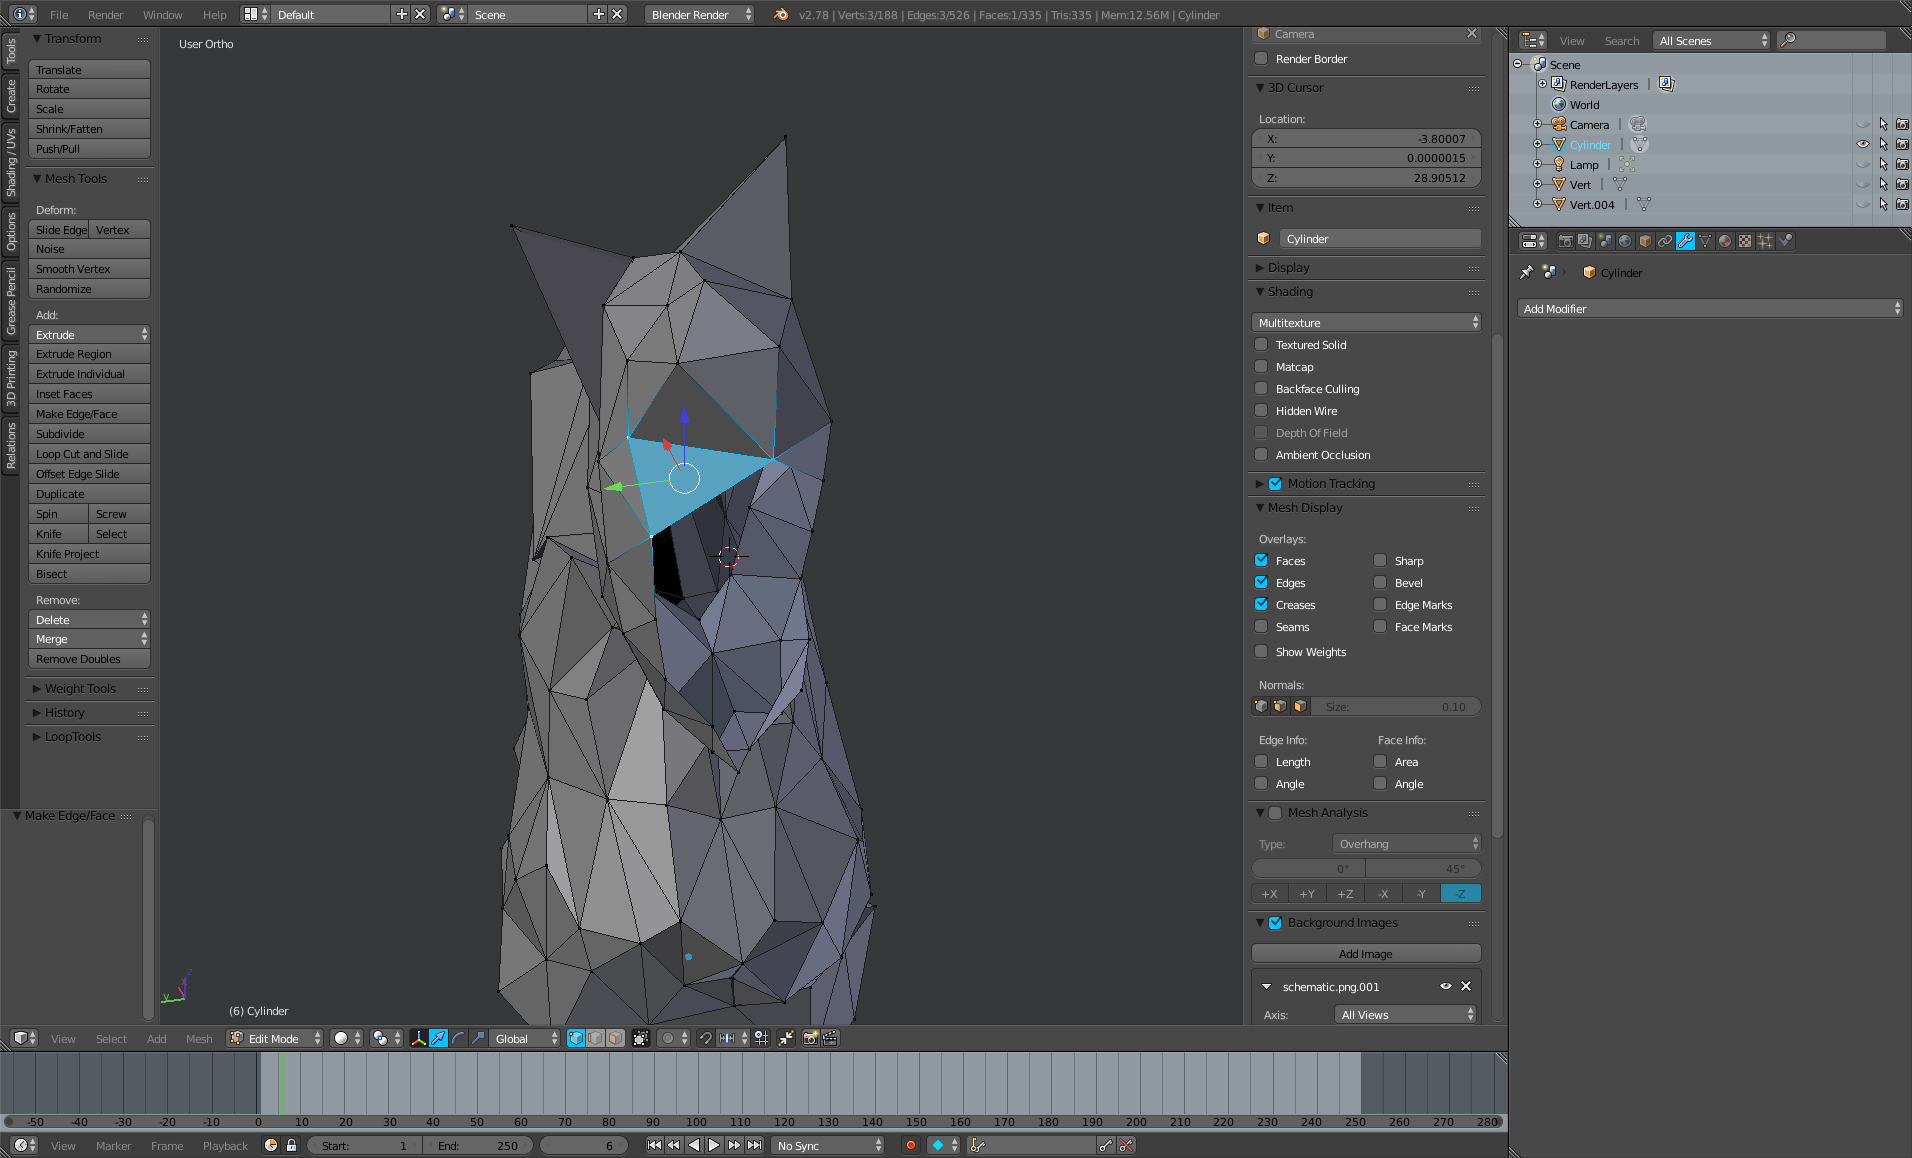 File Render Window Help Default Scene Blender Render v2.78 | Verts:3/188 | Edges:3/526 | Faces:1/335 | Tris:335 | Mem:12.56M | Cylinder
Tools
Create
Shading / UVs
Options
Grease Pencil
3D Printing
Relations
Transform
Translate
Rotate
Scale
Shrink/Fatten
Push/Pull
Mesh Tools
Deform:
Slide Edge Vertex
Noise
Smooth Vertex
Randomize
Add:
Extrude
Extrude Region
Extrude Individual
Inset Faces
Make Edge/Face
Subdivide
Loop Cut and Slide
Offset Edge Slide
Duplicate
Spin Screw
Knife Select
Knife Project
Bisect
Remove:
Delete
Merge
Remove Doubles
Weight Tools
History
LoopTools
Make Edge/Face
User Ortho
z
y
(6) Cylinder
Camera
Render Border
3D Cursor
Location:
X: -3.80007
Y: 0.0000015
Z: 28.90512
Item
Cylinder
Display
Shading
Multitexture
Textured Solid
Matcap
Backface Culling
Hidden Wire
Depth Of Field
Ambient Occlusion
Motion Tracking
Mesh Display
Overlays:
Faces Sharp
Edges Bevel
Creases Edge Marks
Seams Face Marks
Show Weights
Normals:
Size: 0.10
Edge Info: Face Info:
Length Area
Angle Angle
Mesh Analysis
Type: Overhang
0° 45°
+X +Y +Z -X -Y -Z
Background Images
Add Image
schematic.png.001
Axis: All Views
View Search All Scenes
Scene
RenderLayers |
World
Camera |
Cylinder |
Lamp |
Vert |
Vert.004 |
Cylinder
Add Modifier
View Select Add Mesh Edit Mode Global
-50 -40 -30 -20 -10 0 10 20 30 40 50 60 70 80 90 100 110 120 130 140 150 160 170 180 190 200 210 220 230 240 250 260 270 280
View Marker Frame Playback Start: 1 End: 250 6 No Sync